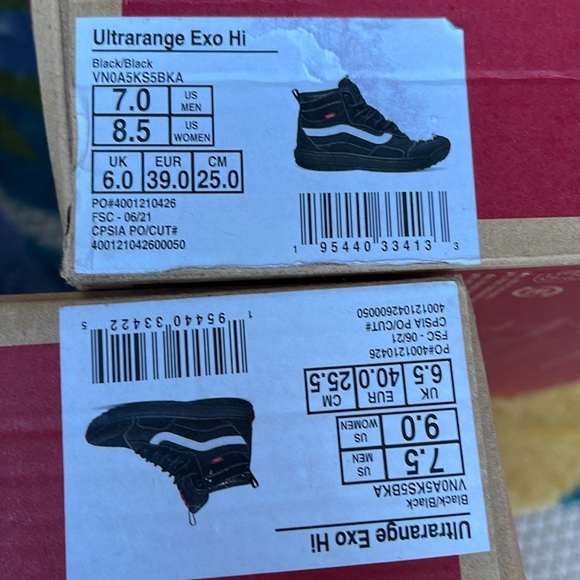 Ultrarange Exo Hi
Black/Black
VN0A5KS5BKA
7.0 US MEN
8.5 US WOMEN
UK EUR CM
6.0 39.0 25.0
PO#4001210426
FSC - 06/21
CPSIA PO/CUT#
400121042600050
1 95440 33413 3
Ultrarange Exo Hi
Black/Black
VN0A5KS5BKA
7.5 US MEN
9.0 US WOMEN
UK EUR CM
6.5 40.0 25.5
PO#4001210426
FSC - 06/21
CPSIA PO/CUT#
400121042600050
1 95440 33422 5